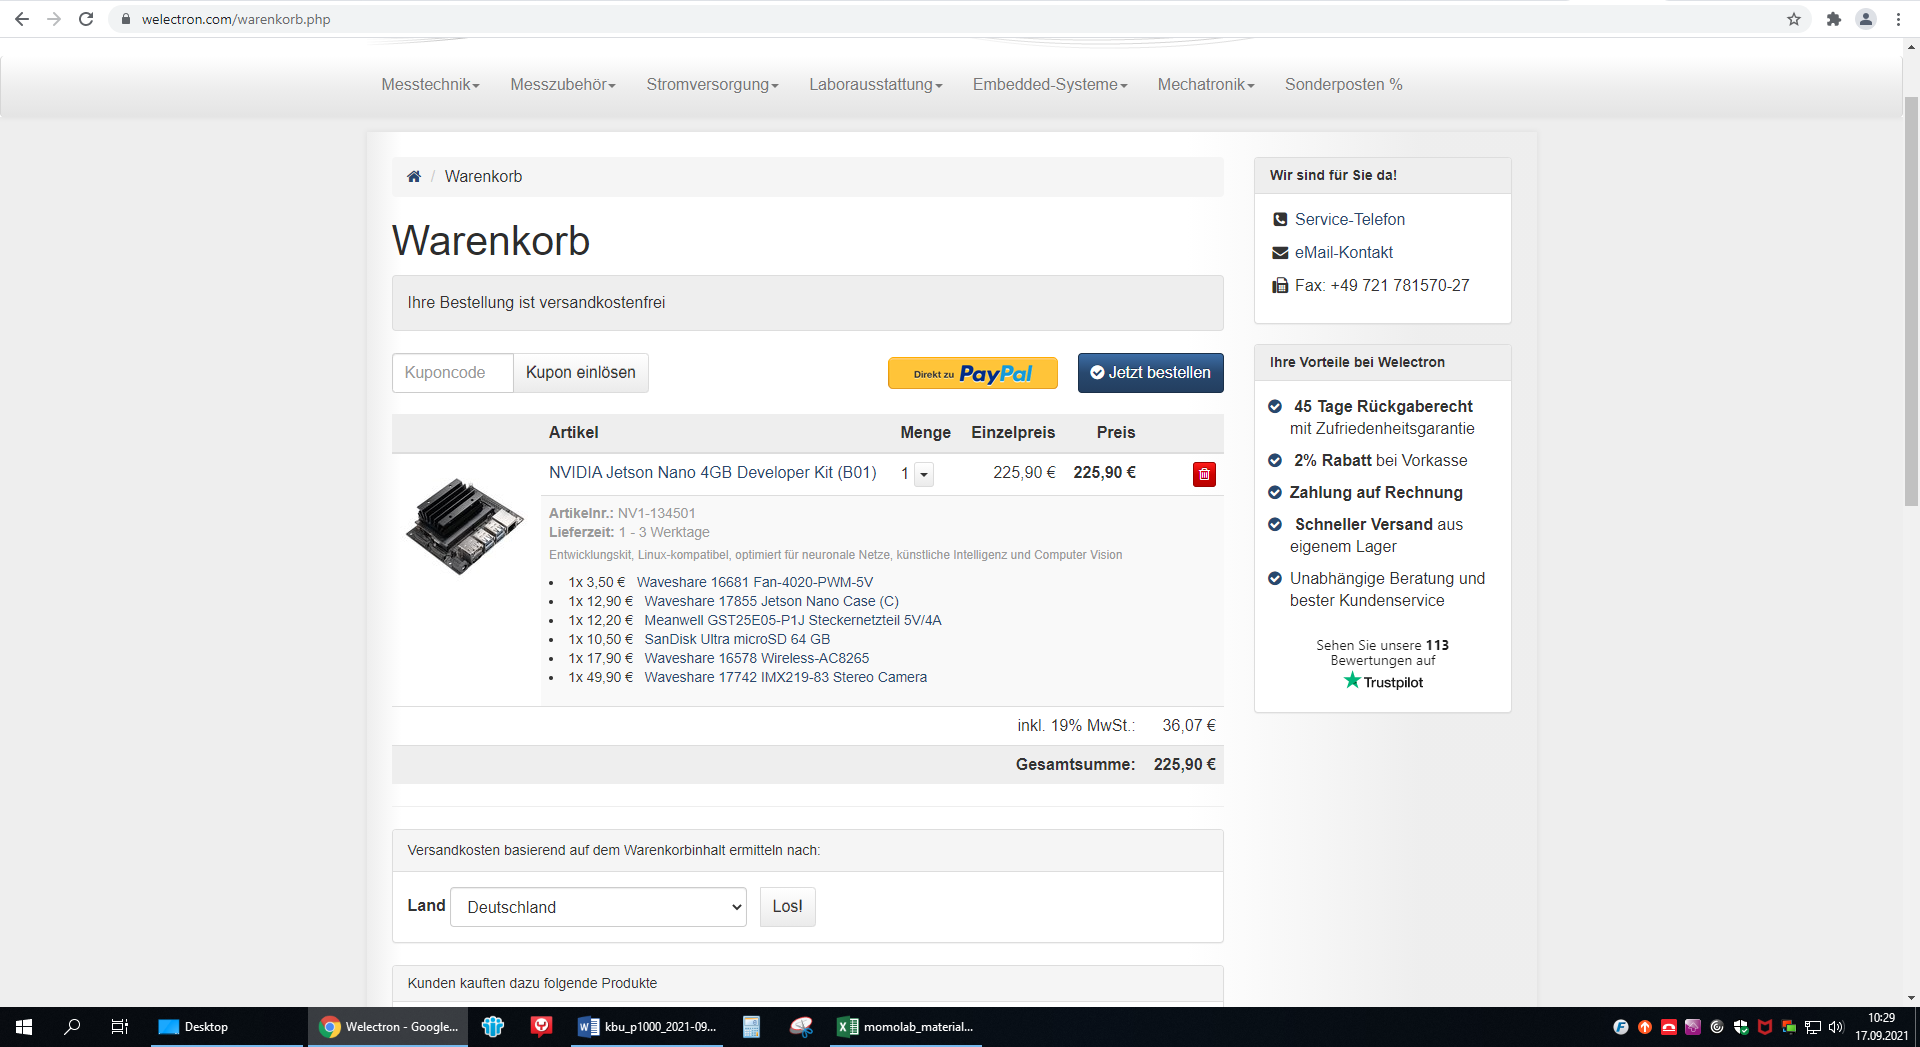 welectron.com/warenkorb.php
Messtechnik Messzubehör Stromversorgung Laborausstattung Embedded-Systeme Mechatronik Sonderposten %
/ Warenkorb
Warenkorb
Ihre Bestellung ist versandkostenfrei
Kuponcode Kupon einlösen Direkt zu PayPal Jetzt bestellen
Artikel Menge Einzelpreis Preis
NVIDIA Jetson Nano 4GB Developer Kit (B01) 1 225,90 € 225,90 €
Artikelnr.: NV1-134501
Lieferzeit: 1 - 3 Werktage
Entwicklungskit, Linux-kompatibel, optimiert für neuronale Netze, künstliche Intelligenz und Computer Vision
• 1x 3,50 € Waveshare 16681 Fan-4020-PWM-5V
• 1x 12,90 € Waveshare 17855 Jetson Nano Case (C)
• 1x 12,20 € Meanwell GST25E05-P1J Steckernetzteil 5V/4A
• 1x 10,50 € SanDisk Ultra microSD 64 GB
• 1x 17,90 € Waveshare 16578 Wireless-AC8265
• 1x 49,90 € Waveshare 17742 IMX219-83 Stereo Camera
inkl. 19% MwSt.: 36,07 €
Gesamtsumme: 225,90 €
Versandkosten basierend auf dem Warenkorbinhalt ermitteln nach:
Land Deutschland Los!
Kunden kauften dazu folgende Produkte
Wir sind für Sie da!
Service-Telefon
eMail-Kontakt
Fax: +49 721 781570-27
Ihre Vorteile bei Welectron
45 Tage Rückgaberecht
mit Zufriedenheitsgarantie
2% Rabatt bei Vorkasse
Zahlung auf Rechnung
Schneller Versand aus
eigenem Lager
Unabhängige Beratung und
bester Kundenservice
Sehen Sie unsere 113
Bewertungen auf
Trustpilot
Desktop Welectron - Google... kbu_p1000_2021-09... momolab_material... 10:29
17.09.2021